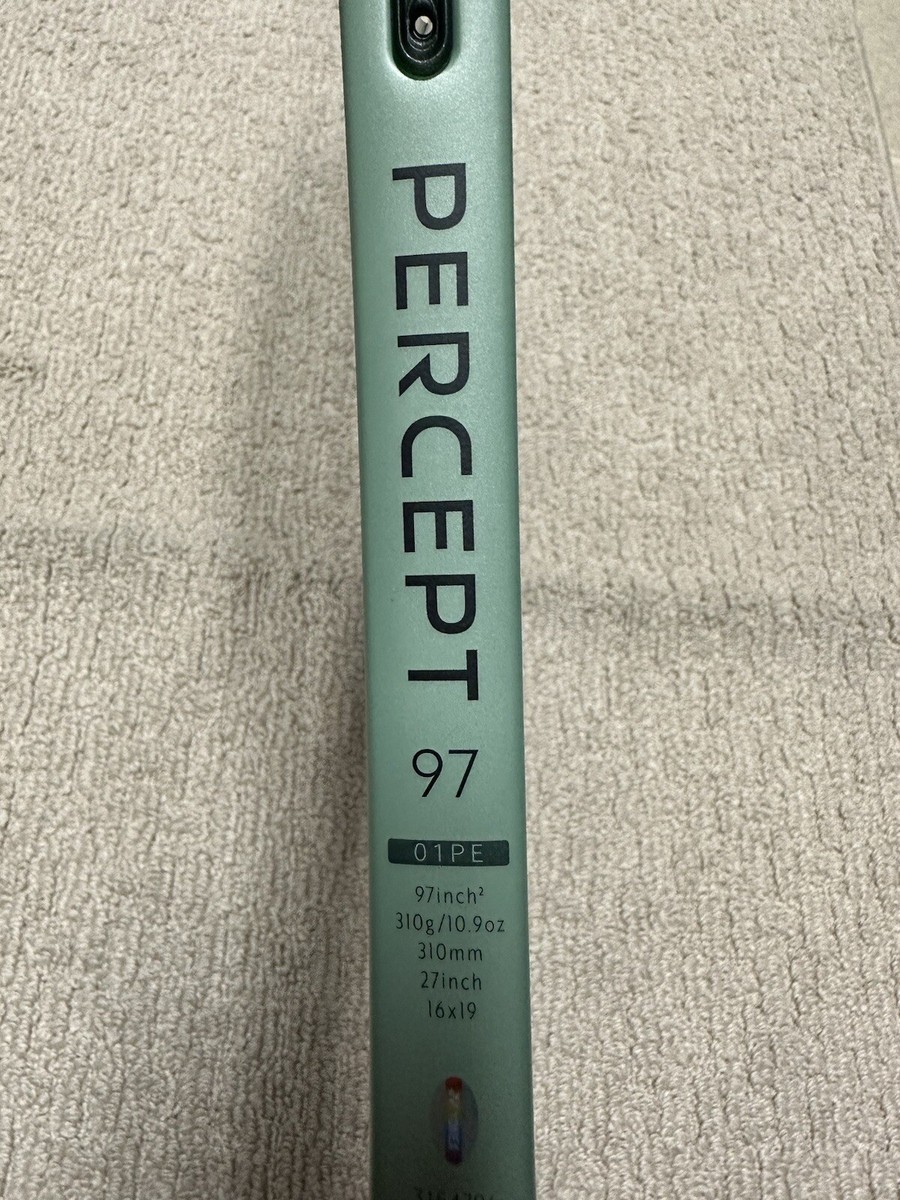 PERCEPT
97
01PE
97inch²
310g/10.9oz
310mm
27inch
16x19